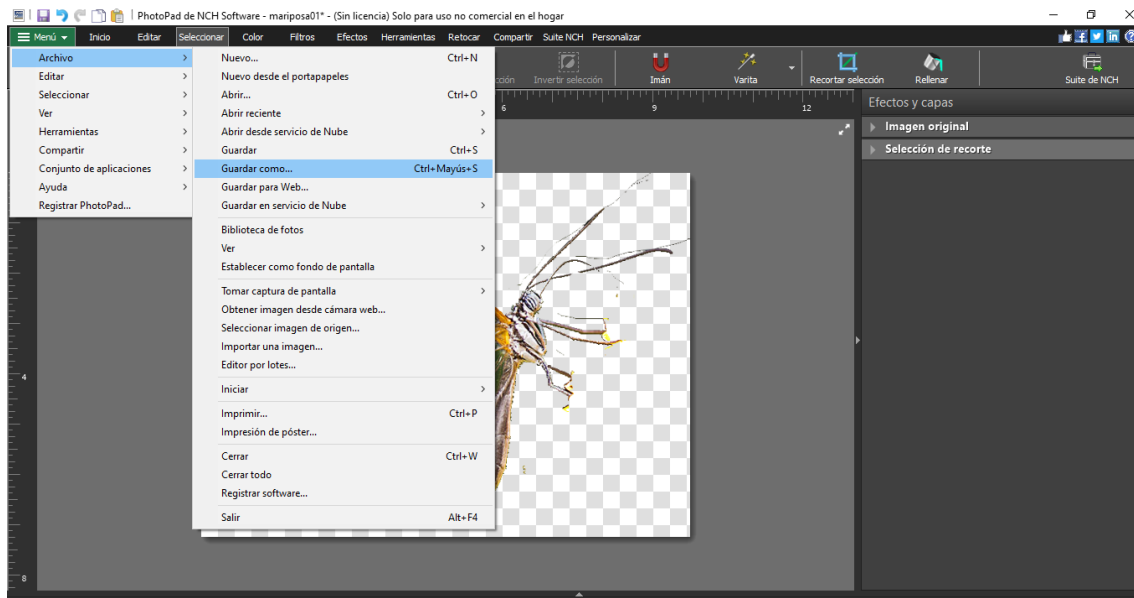 PhotoPad de NCH Software - mariposa01* - (Sin licencia) Solo para uso no comercial en el hogar
Menú Inicio Editar Seleccionar Color Filtros Efectos Herramientas Retocar Compartir Suite NCH Personalizar
cción Invertir selección Imán Varita Recortar selección Rellenar Suite de NCH
Archivo
Editar
Seleccionar
Ver
Herramientas
Compartir
Conjunto de aplicaciones
Ayuda
Registrar PhotoPad...
Nuevo... Ctrl+N
Nuevo desde el portapapeles
Abrir... Ctrl+O
Abrir reciente
Abrir desde servicio de Nube
Guardar Ctrl+S
Guardar como... Ctrl+Mayús+S
Guardar para Web...
Guardar en servicio de Nube
Biblioteca de fotos
Ver
Establecer como fondo de pantalla
Tomar captura de pantalla
Obtener imagen desde cámara web...
Seleccionar imagen de origen...
Importar una imagen...
Editor por lotes...
Iniciar
Imprimir... Ctrl+P
Impresión de póster...
Cerrar Ctrl+W
Cerrar todo
Registrar software...
Salir Alt+F4
6 9 12
4
8
Efectos y capas
Imagen original
Selección de recorte